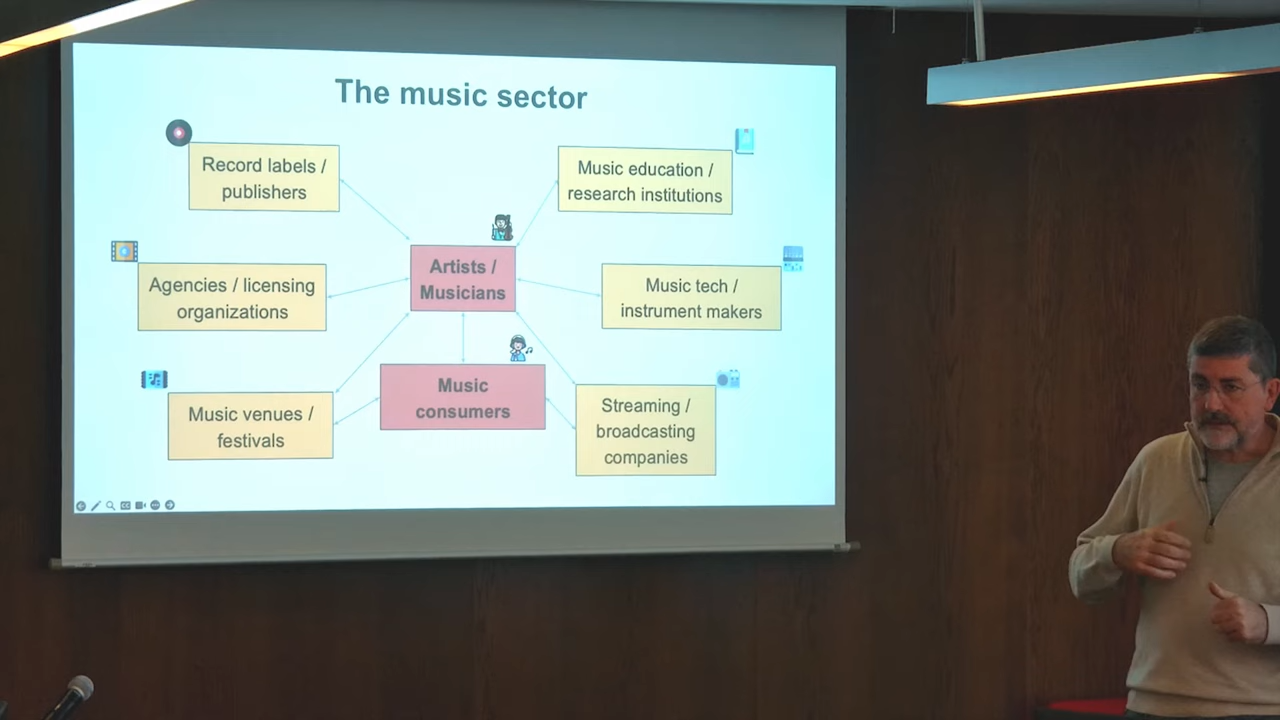 The music sector
Record labels /
publishers
Music education /
research institutions
Artists /
Musicians
Agencies / licensing
organizations
Music tech /
instrument makers
Music
consumers
Music venues /
festivals
Streaming /
broadcasting
companies